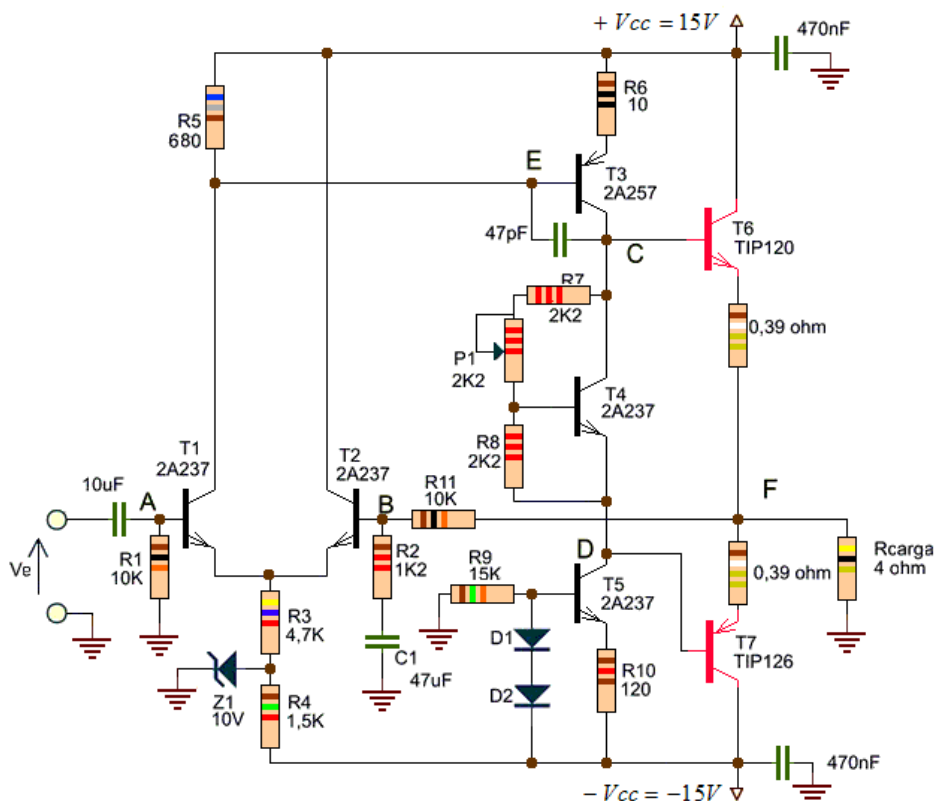 + Vcc = 15V
470nF
R5
680
R6
10
E
T3
2A257
47pF
C
T6
TIP120
R7
2K2
0,39 ohm
P1
2K2
T4
2A237
R8
2K2
T1
2A237
T2
2A237
10uF
A
B
R11
10K
F
Ve
R1
10K
R2
1K2
R9
15K
D
T5
2A237
0,39 ohm
Rcarga
4 ohm
R3
4,7K
D1
T7
TIP126
C1
47uF
Z1
10V
R4
1,5K
D2
R10
120
470nF
− Vcc = −15V